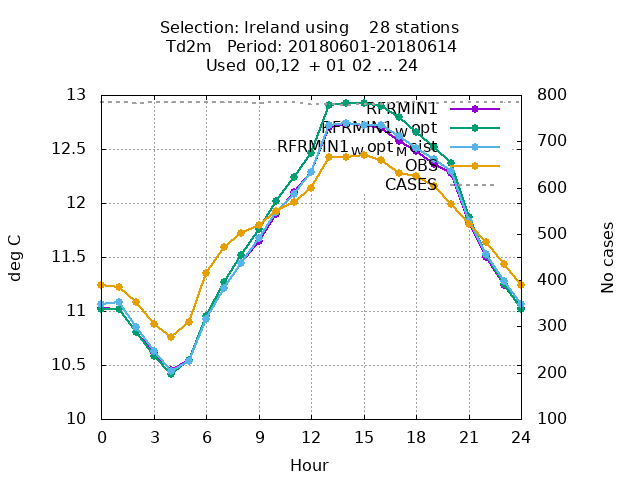 Selection: Ireland using    28 stations
Td2m   Period: 20180601-20180614
Used  00,12  + 01 02 ... 24
13
12.5
12
11.5
11
10.5
10
deg C
800
700
600
500
400
300
200
100
No cases
RFRMIN1
RFRMIN1wopt
OBS
CASES
0 3 6 9 12 15 18 21 24
Hour